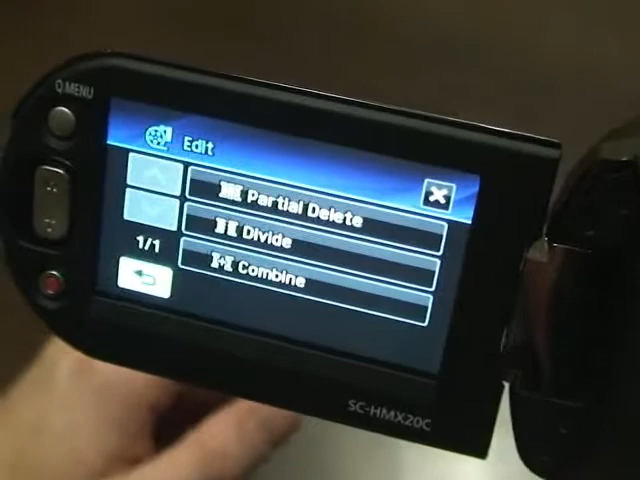 Q.MENU
Edit
Partial Delete
Divide
1/1
Combine
SC-HMX20C